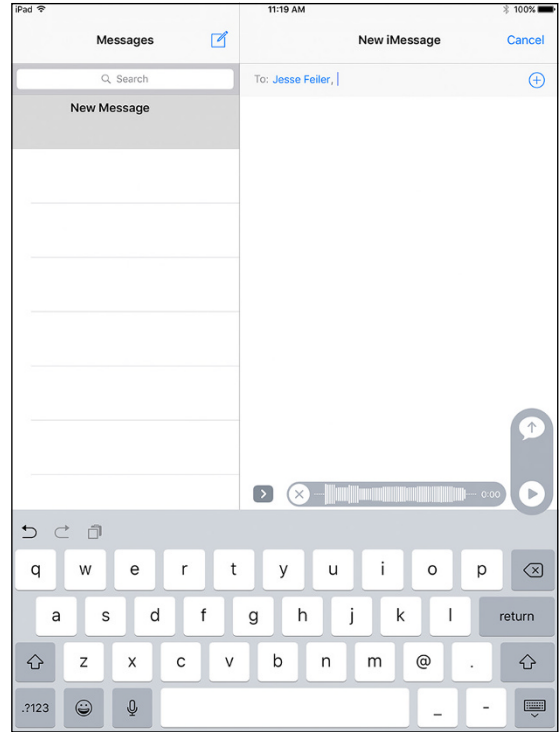 iPad 11:19 AM 100%
Messages
New iMessage Cancel
Search
To: Jesse Feiler,
New Message
0:00
q w e r t y u i o p
a s d f g h j k l return
z x c v b n m @ .
.?123 _ -